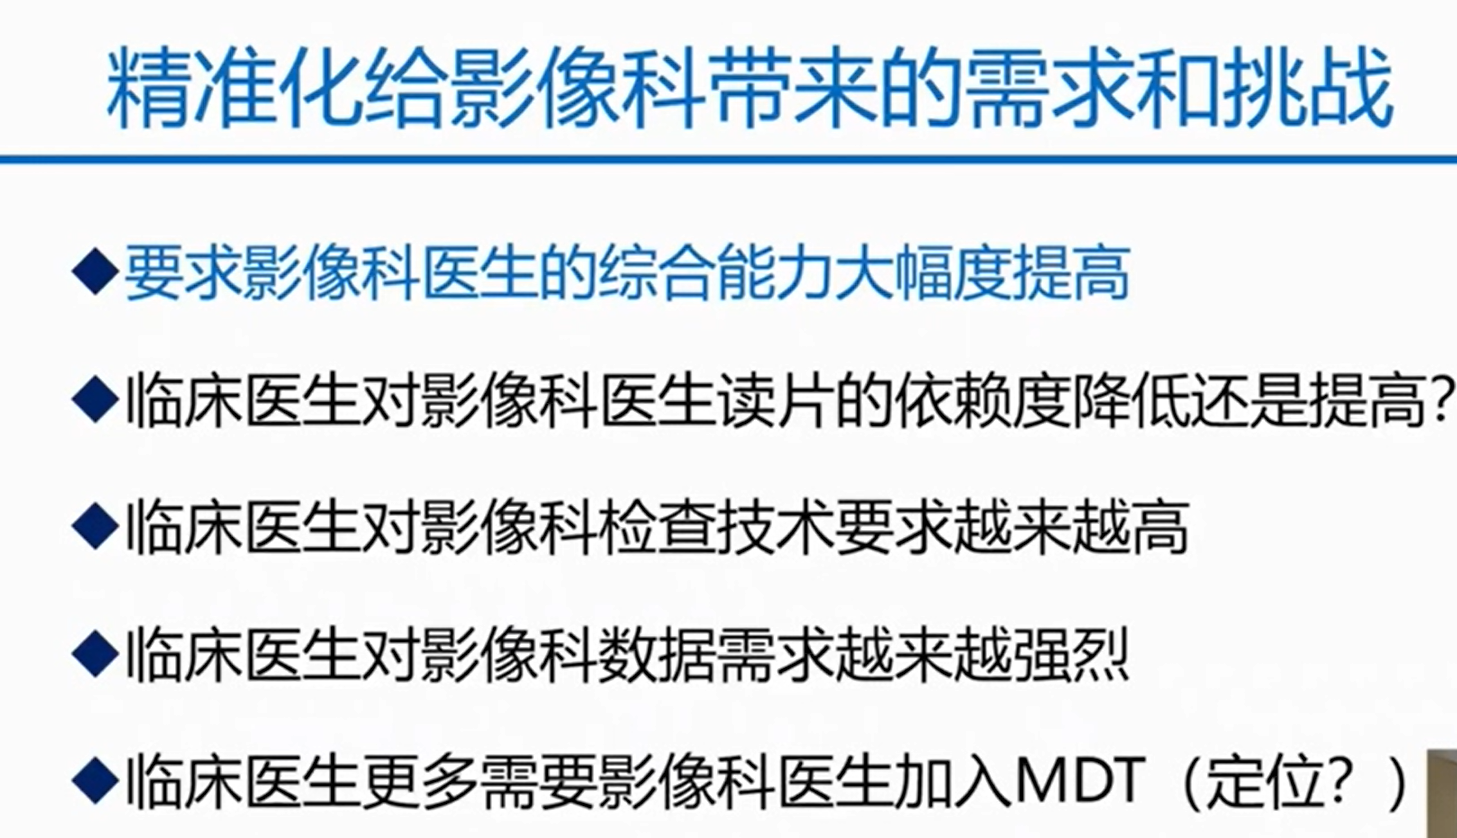 精准化给影像科带来的需求和挑战
◆要求影像科医生的综合能力大幅度提高
◆临床医生对影像科医生读片的依赖度降低还是提高?
◆临床医生对影像科检查技术要求越来越高
◆临床医生对影像科数据需求越来越强烈
◆临床医生更多需要影像科医生加入MDT（定位？）